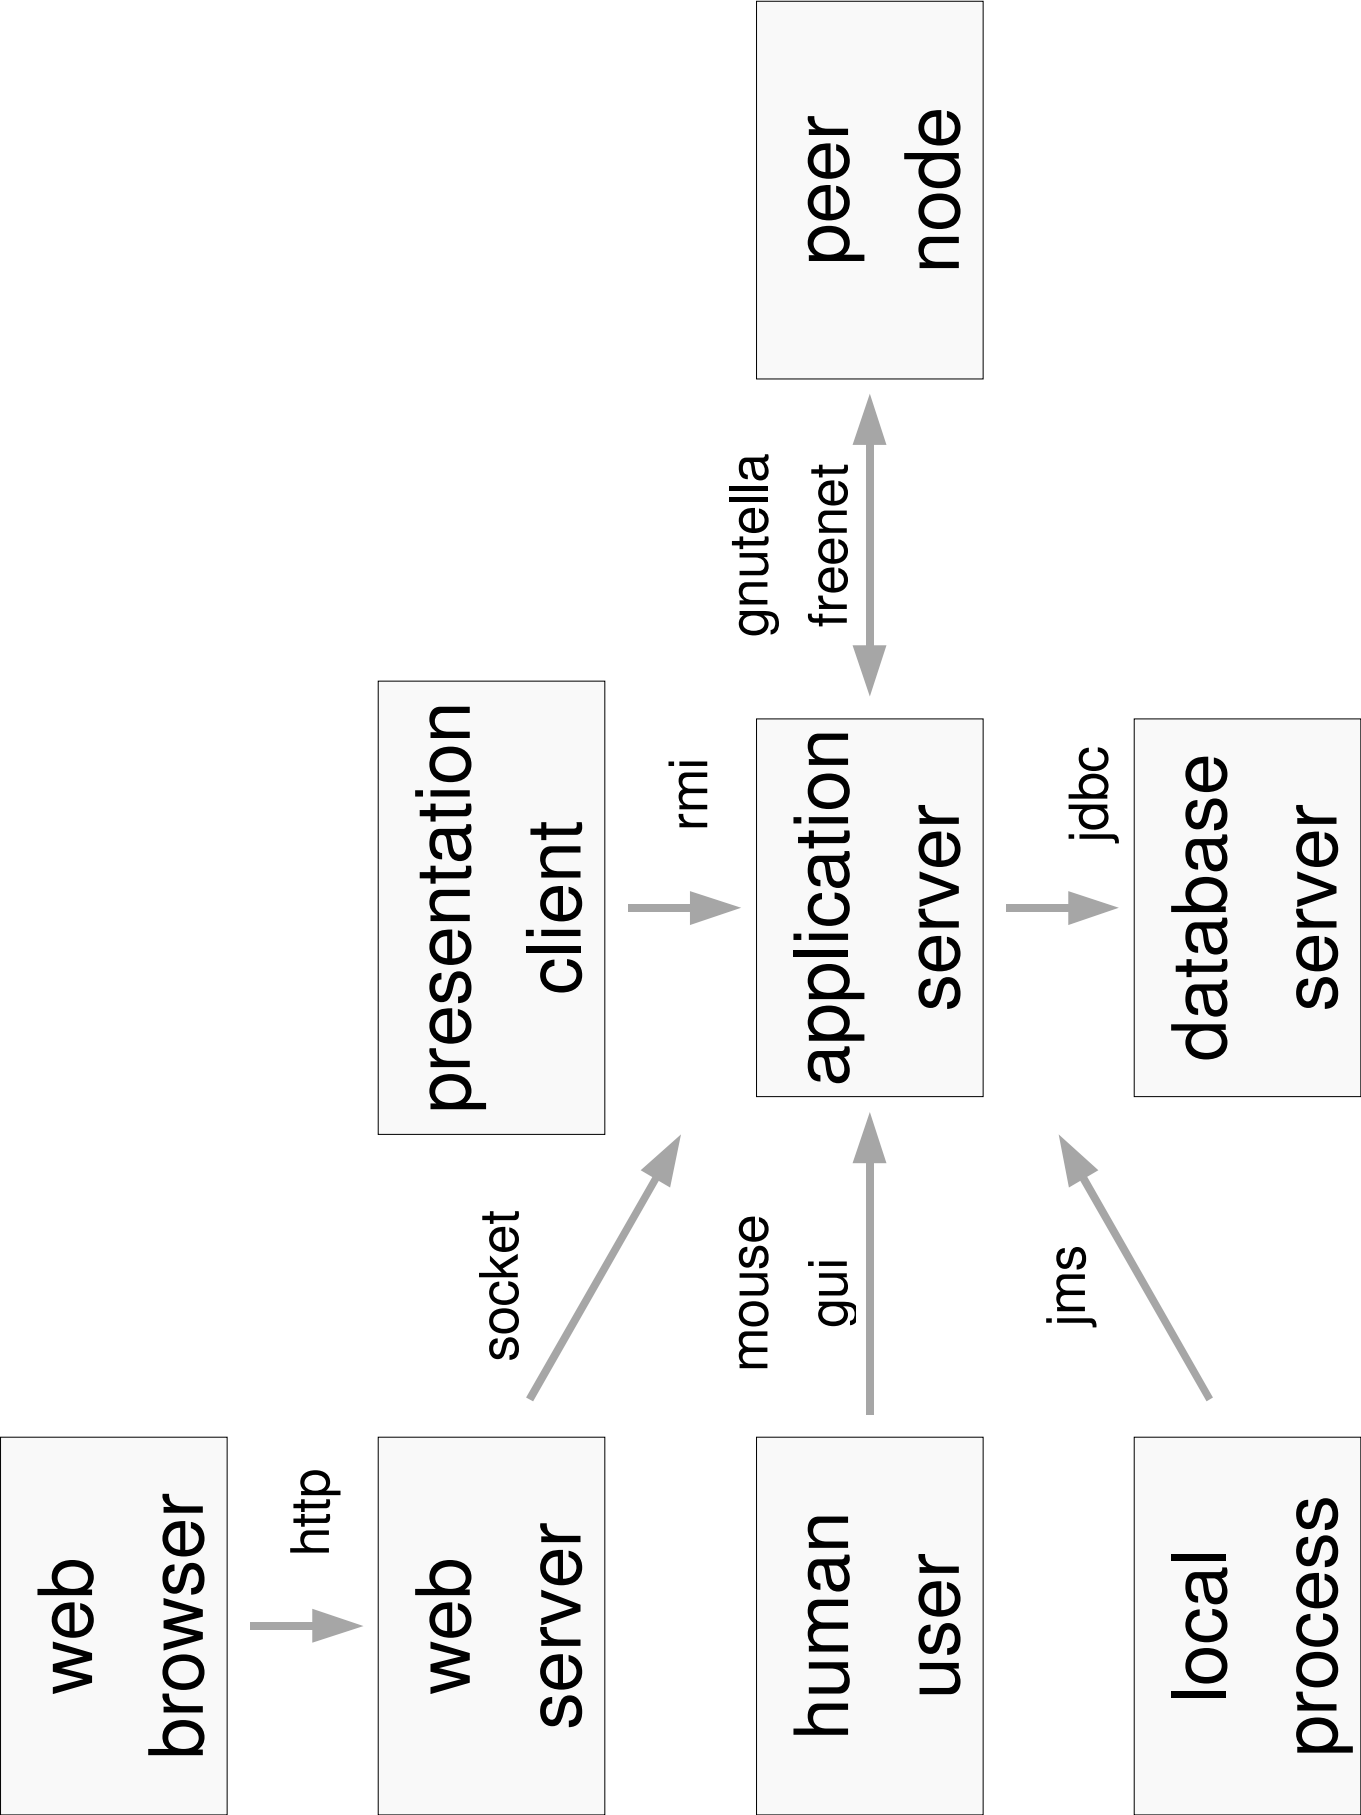 web
browser
http
web
server
socket
presentation
client
rmi
human
user
mouse
gui
application
server
gnutella
freenet
peer
node
jdbc
local
process
jms
database
server